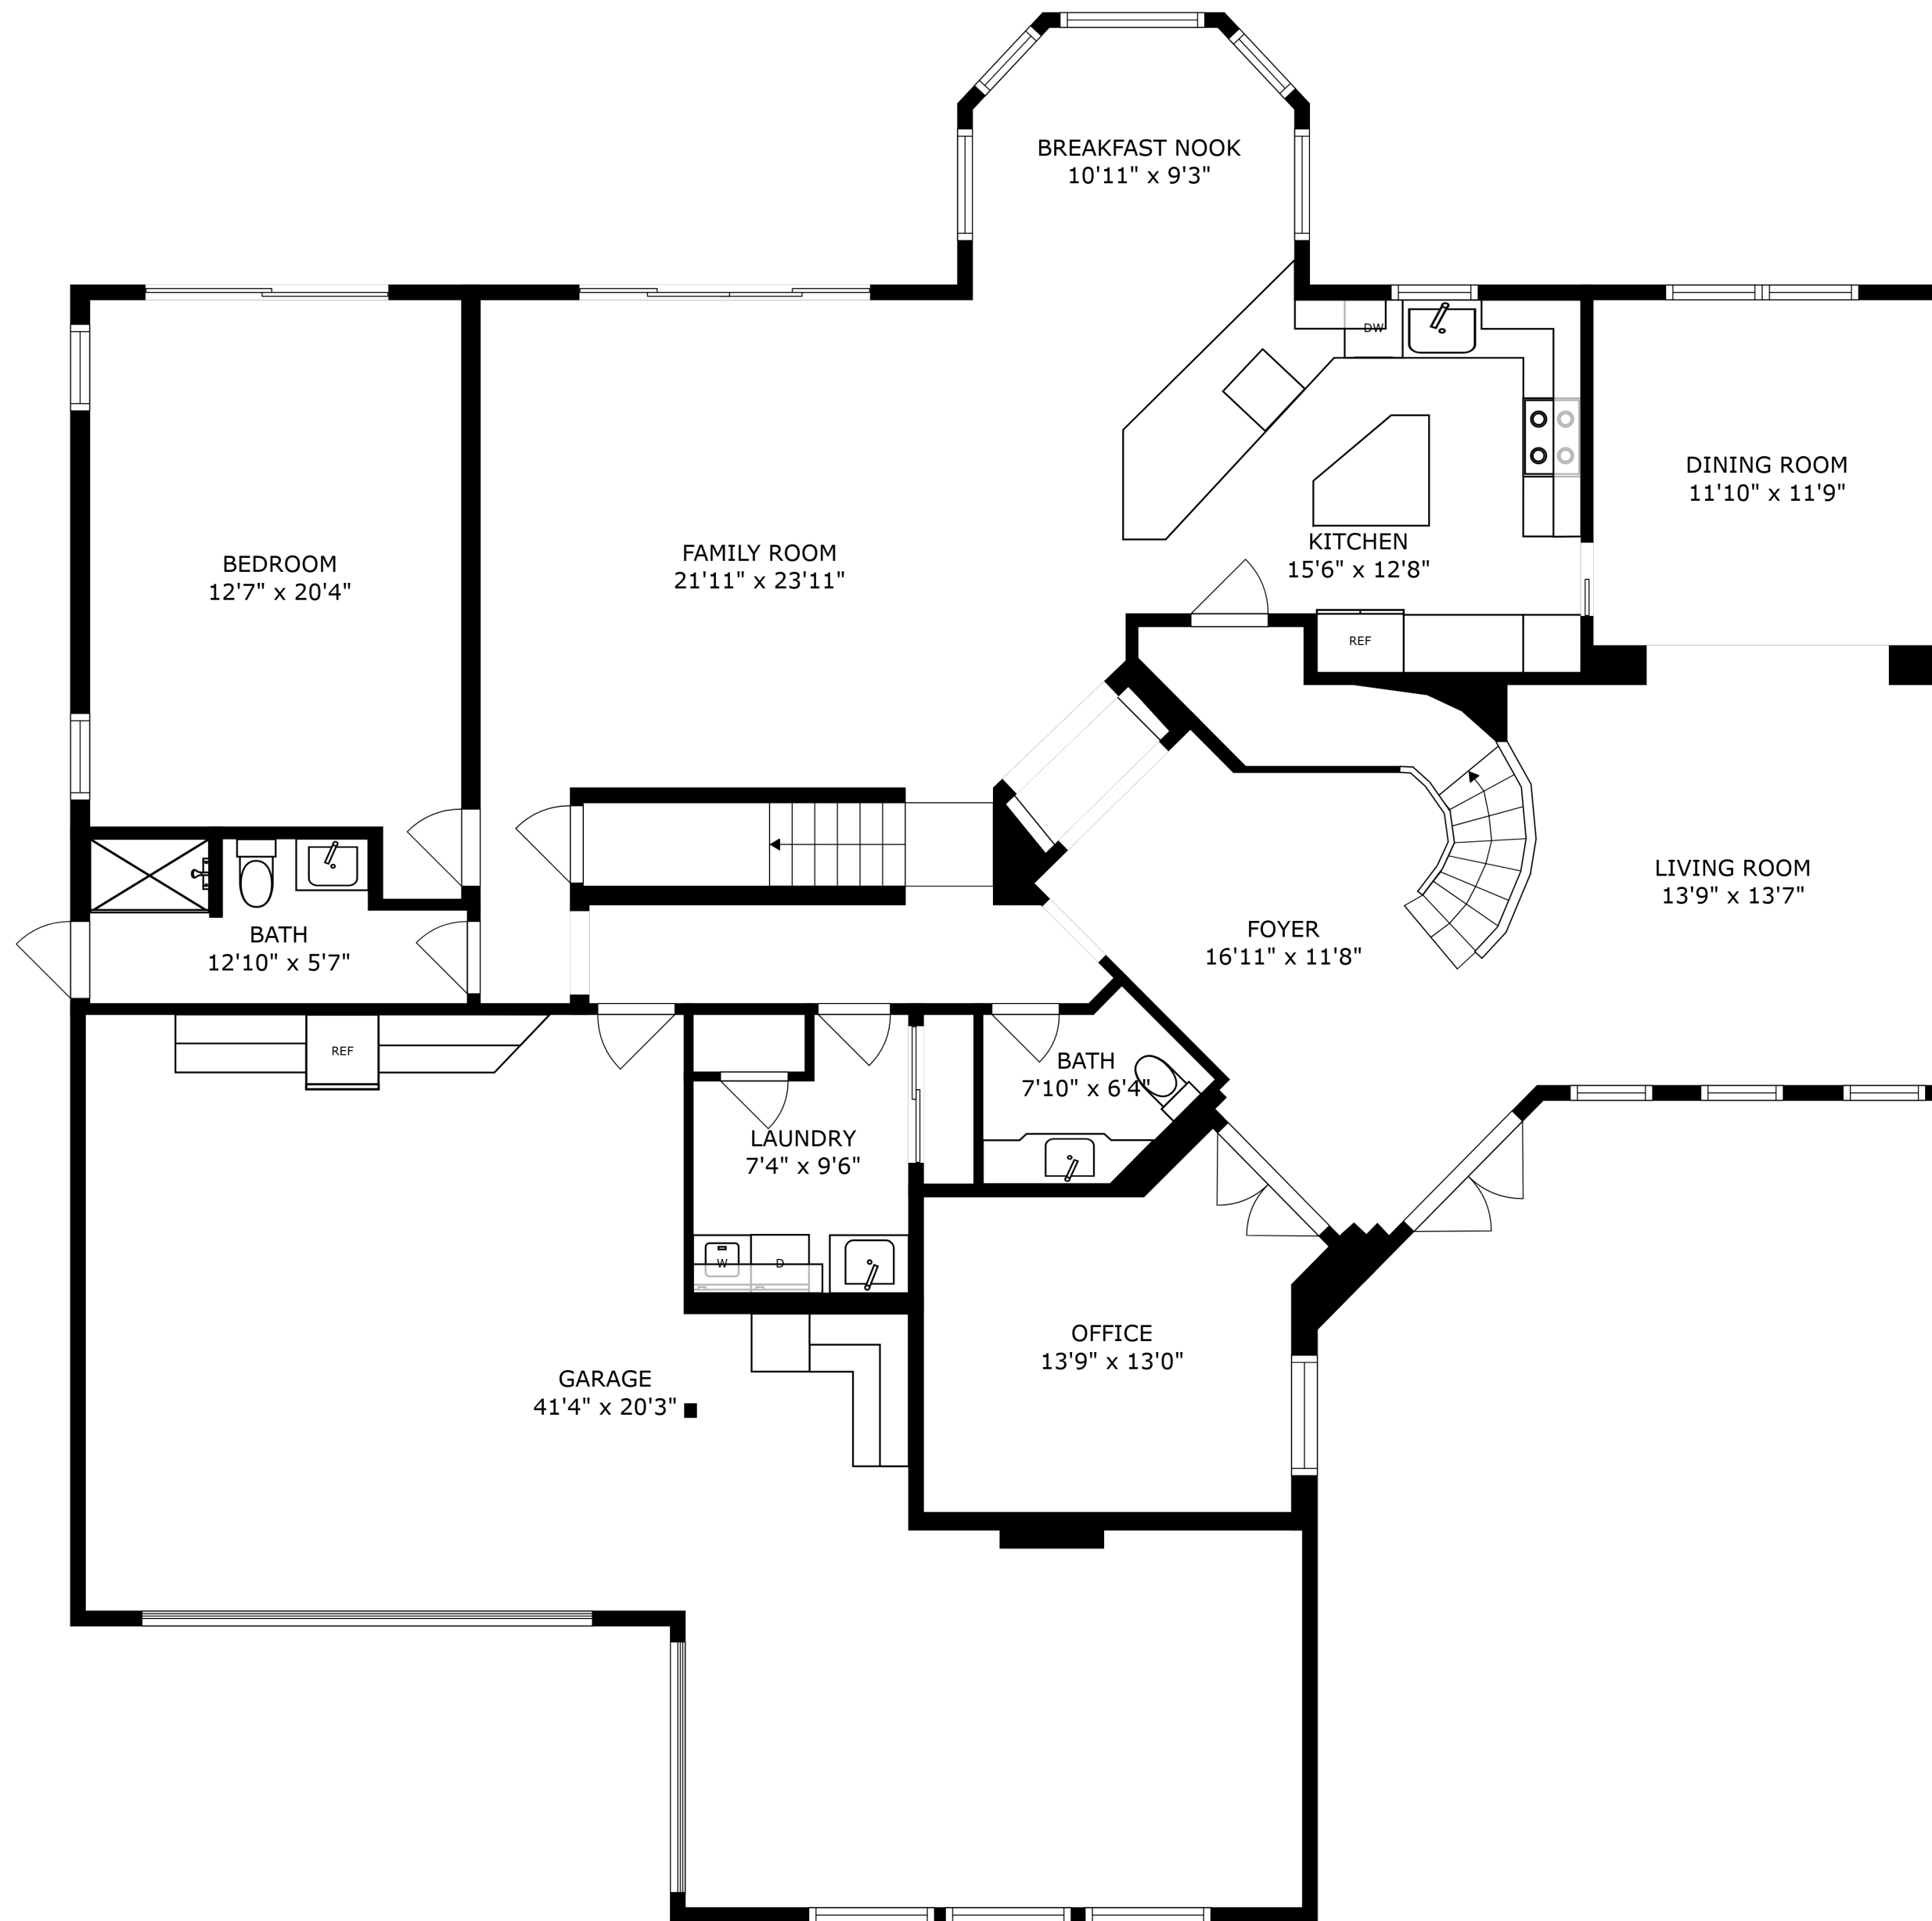 BREAKFAST NOOK
10'11" x 9'3"
DW
DINING ROOM
11'10" x 11'9"
FAMILY ROOM
21'11" x 23'11"
KITCHEN
15'6" x 12'8"
BEDROOM
12'7" x 20'4"
REF
LIVING ROOM
13'9" x 13'7"
FOYER
16'11" x 11'8"
BATH
12'10" x 5'7"
REF
BATH
7'10" x 6'4"
LAUNDRY
7'4" x 9'6"
W
D
OFFICE
13'9" x 13'0"
GARAGE
41'4" x 20'3"